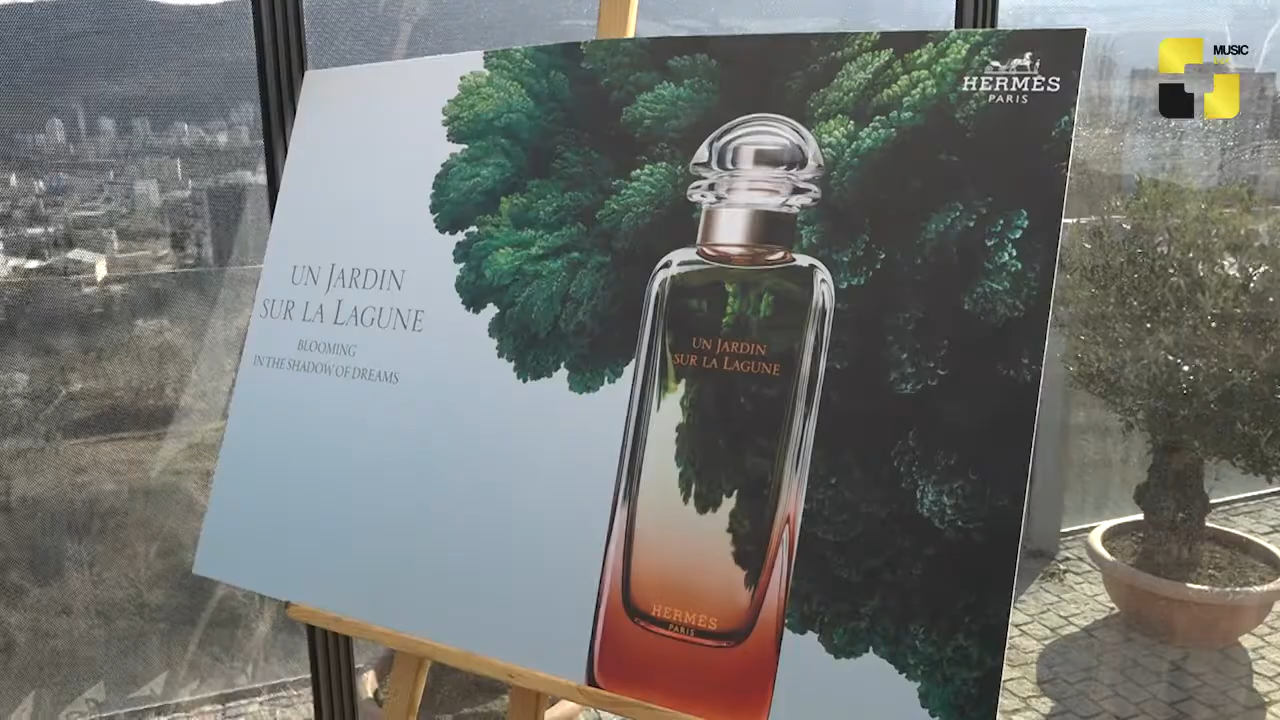 MUSIC
HERMÈS
PARIS
UN JARDIN
SUR LA LAGUNE
BLOOMING
IN THE SHADOW OF DREAMS
UN JARDIN
SUR LA LAGUNE
HERMÈS
PARIS